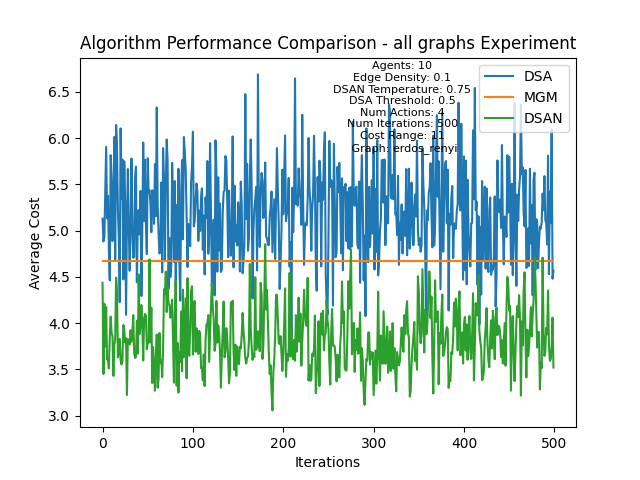 Algorithm Performance Comparison - all graphs Experiment
Agents: 10
Edge Density: 0.1
DSAN Temperature: 0.75
DSA Threshold: 0.5
Num Actions: 4
Num Iterations: 500
Cost Range: 11
Graph: erdos_renyi
DSA
MGM
DSAN
Average Cost
6.5
6.0
5.5
5.0
4.5
4.0
3.5
3.0
0
100
200
300
400
500
Iterations